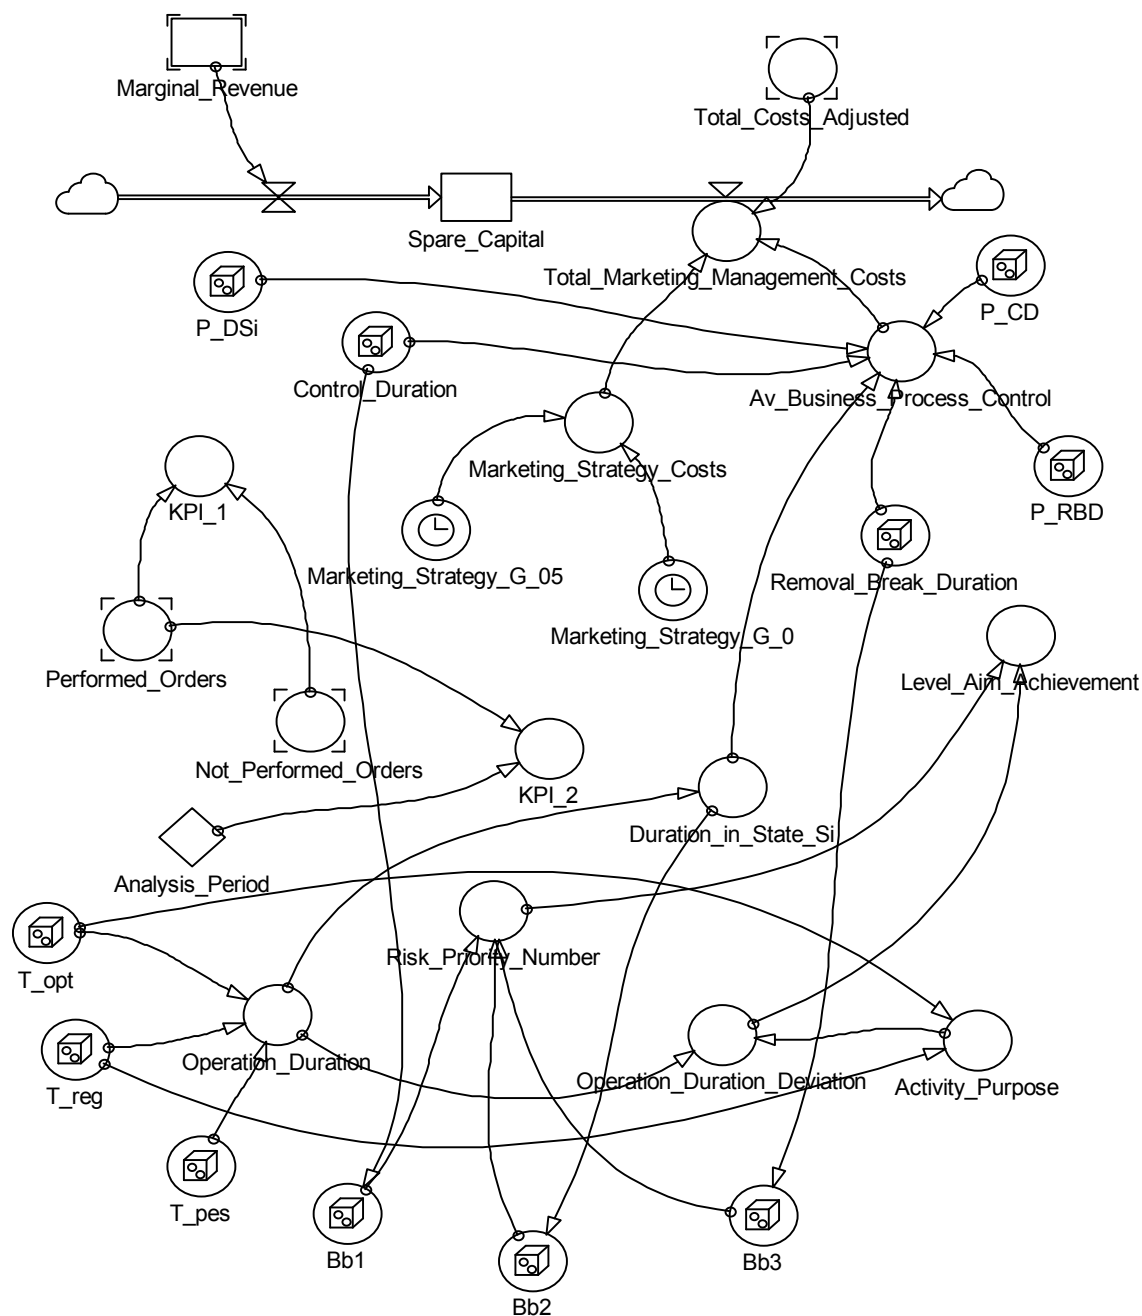 Marginal_Revenue
Total_Costs_Adjusted
Spare_Capital
Total_Marketing_Management_Costs
P_DSi
P_CD
Control_Duration
Av_Business_Process_Control
Marketing_Strategy_Costs
KPI_1
P_RBD
Marketing_Strategy_G_05
Removal_Break_Duration
Marketing_Strategy_G_0
Performed_Orders
Level_Aim_Achievement
Not_Performed_Orders
KPI_2
Duration_in_State_Si
Analysis_Period
Risk_Priority_Number
T_opt
Operation_Duration
Operation_Duration_Deviation
Activity_Purpose
T_reg
T_pes
Bb1
Bb3
Bb2